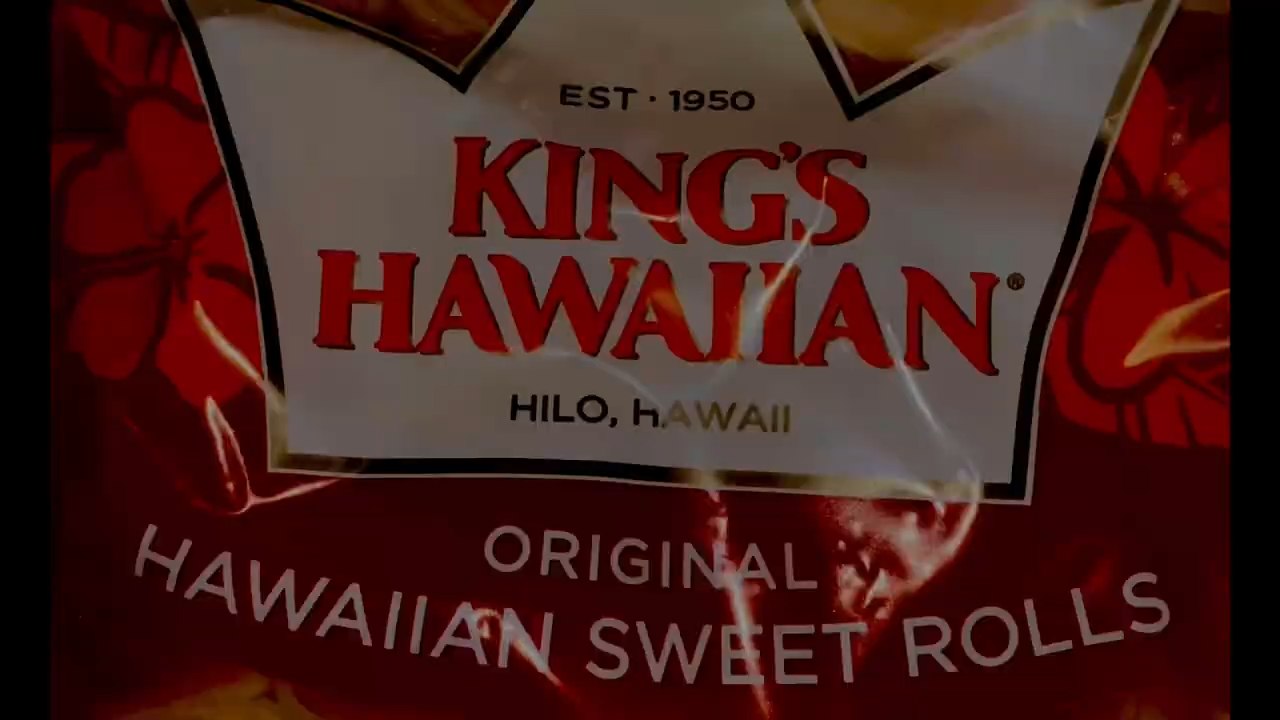 EST · 1950
KING'S
HAWAIIAN®
HILO, HAWAII
ORIGINAL
HAWAIIAN SWEET ROLLS